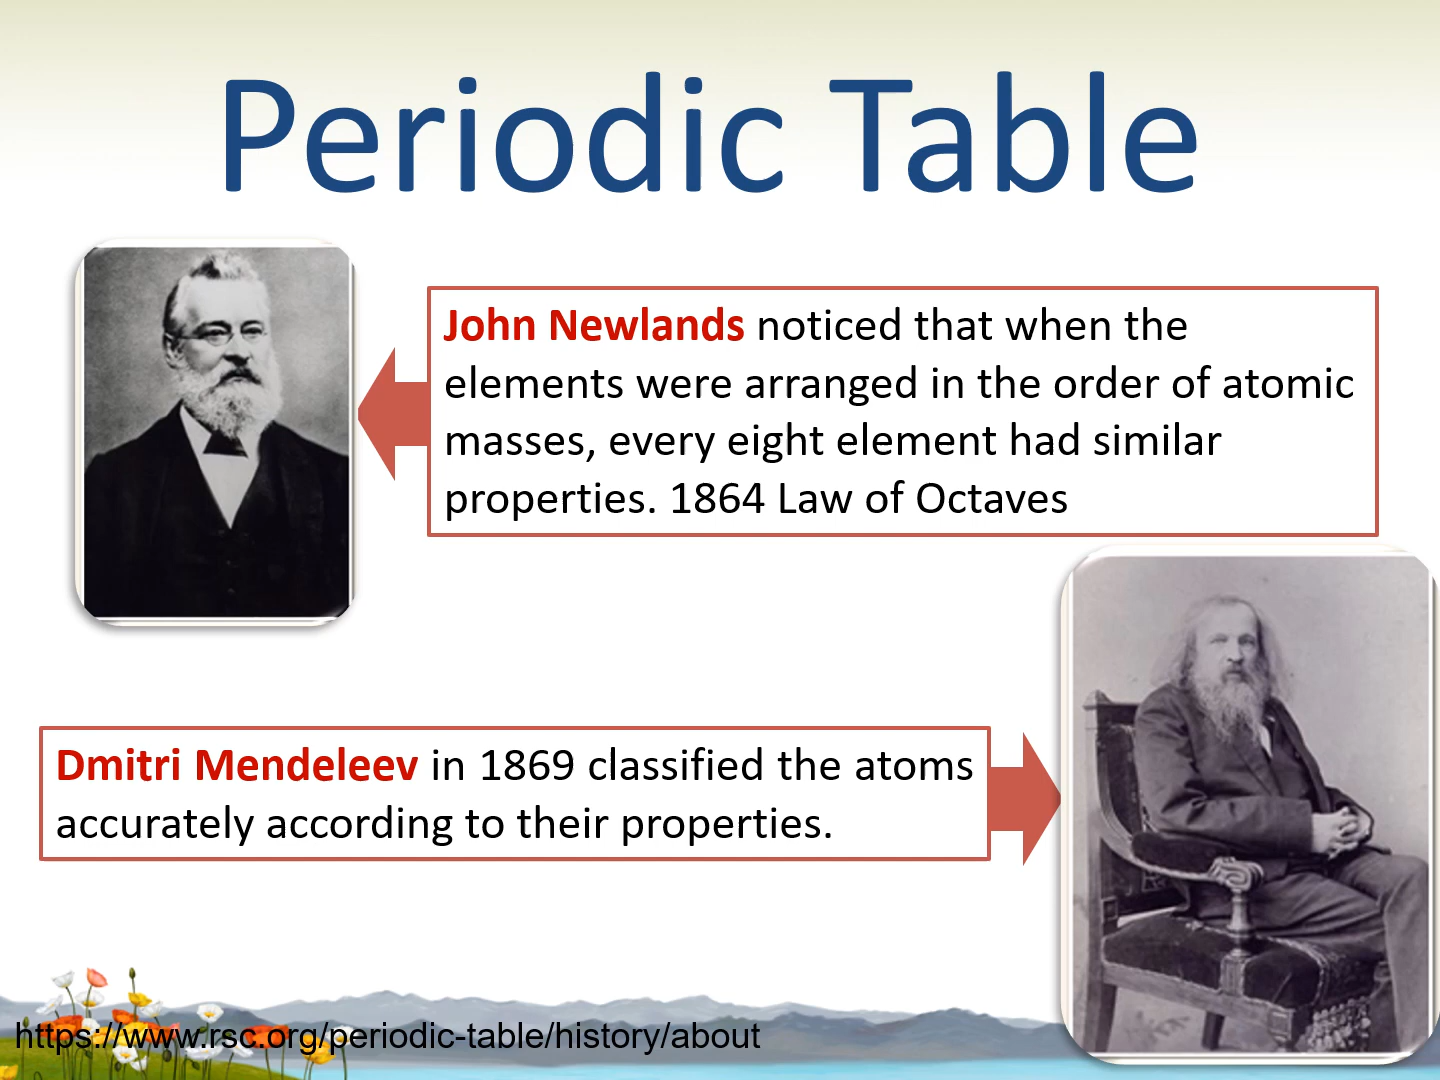 Periodic Table
John Newlands noticed that when the
elements were arranged in the order of atomic
masses, every eight element had similar
properties. 1864 Law of Octaves
Dmitri Mendeleev in 1869 classified the atoms
accurately according to their properties.
https://www.rsc.org/periodic-table/history/about